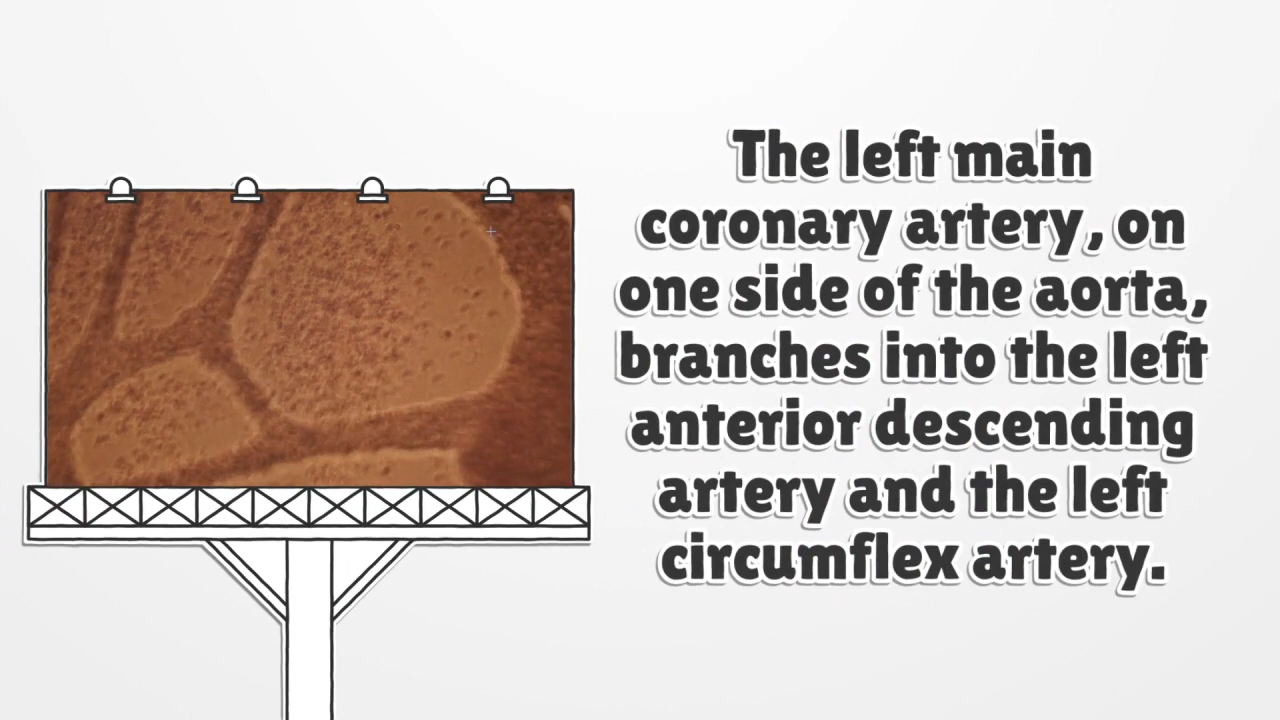 The left main
coronary artery, on
one side of the aorta,
branches into the left
anterior descending
artery and the left
circumflex artery.